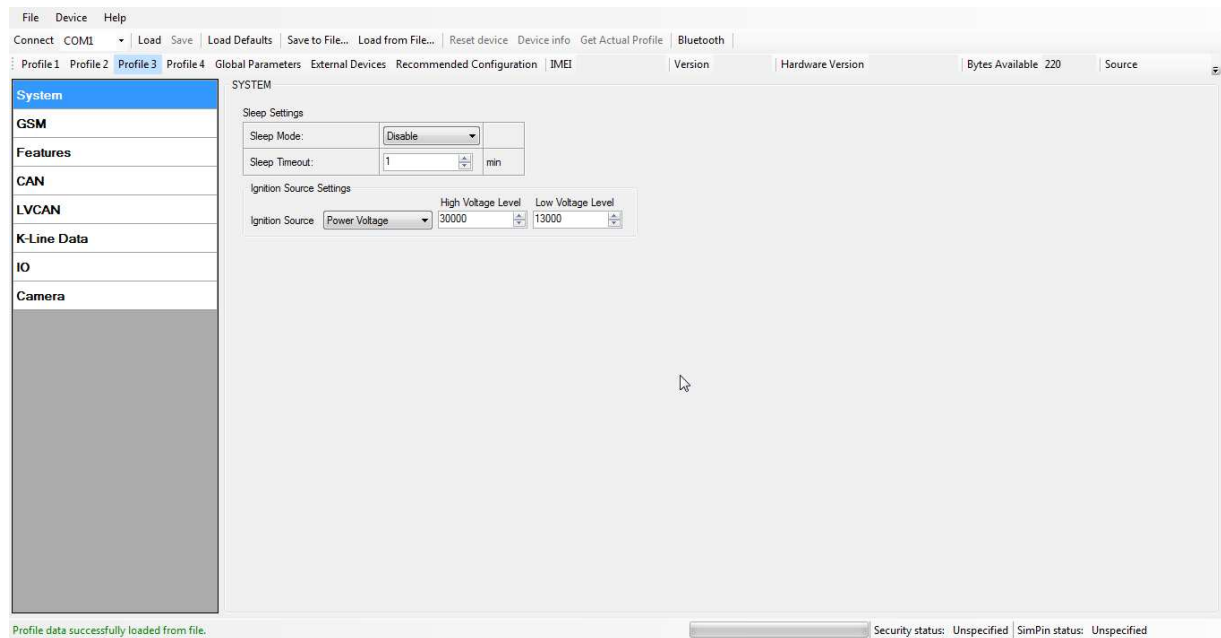 File Device Help
Connect COM1 Load Save Load Defaults Save to File... Load from File... Reset device Device info Get Actual Profile Bluetooth
Profile 1 Profile 2 Profile 3 Profile 4 Global Parameters External Devices Recommended Configuration IMEI Version Hardware Version Bytes Available 220 Source
System
GSM
Features
CAN
LVCAN
K-Line Data
IO
Camera
SYSTEM
Sleep Settings
Sleep Mode: Disable
Sleep Timeout: 1 min
Ignition Source Settings
High Voltage Level Low Voltage Level
Ignition Source Power Voltage 30000 13000
Profile data successfully loaded from file.
Security status: Unspecified SimPin status: Unspecified